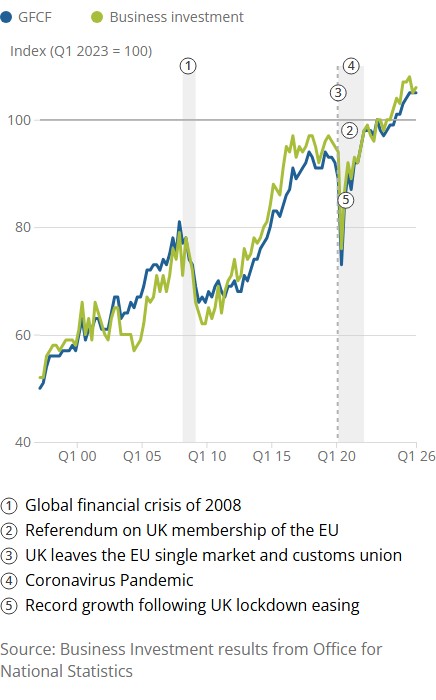 GFCF Business investment
Index (Q1 2023 = 100)
1 4
3
100
2
80
5
60
40
Q1 00 Q1 05 Q1 10 Q1 15 Q1 20 Q1 26
1 Global financial crisis of 2008
2 Referendum on UK membership of the EU
3 UK leaves the EU single market and customs union
4 Coronavirus Pandemic
5 Record growth following UK lockdown easing
Source: Business Investment results from Office for
National Statistics